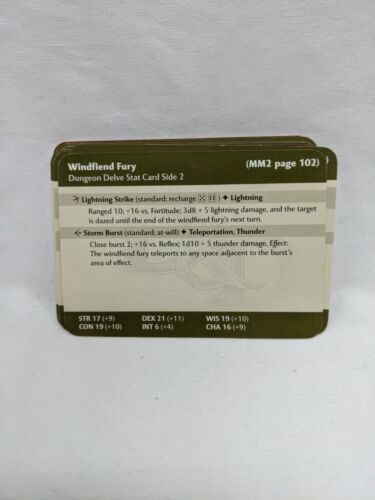 Windfiend Fury (MM2 page 102)
Dungeon Delve Stat Card Side 2
Lightning Strike (standard; recharge ⚄ ⚅) ✦ Lightning
Ranged 10; +16 vs. Fortitude; 3d8 + 5 lightning damage, and the target
is dazed until the end of the windfiend fury's next turn.
Storm Burst (standard; at-will) ✦ Teleportation, Thunder
Close burst 2; +16 vs. Reflex; 1d10 + 5 thunder damage. Effect:
The windfiend fury teleports to any space adjacent to the burst's
area of effect.
STR 17 (+9) DEX 21 (+11) WIS 19 (+10)
CON 19 (+10) INT 6 (+4) CHA 16 (+9)